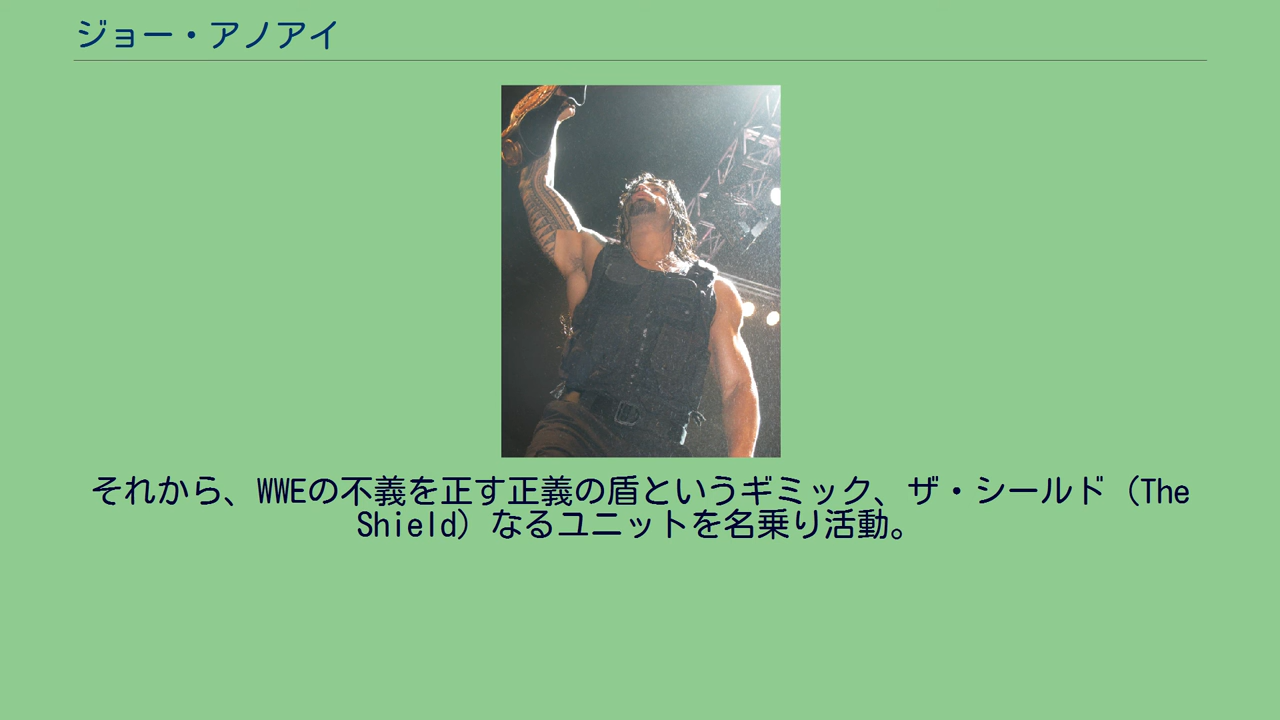 ジョー・アノアイ
それから、WWEの不義を正す正義の盾というギミック、ザ・シールド（The
Shield）なるユニットを名乗り活動。